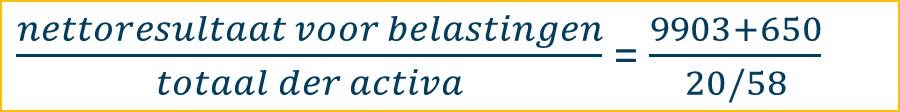 nettoresultaat voor belastingen
totaal der activa
=
9903+650
20/58